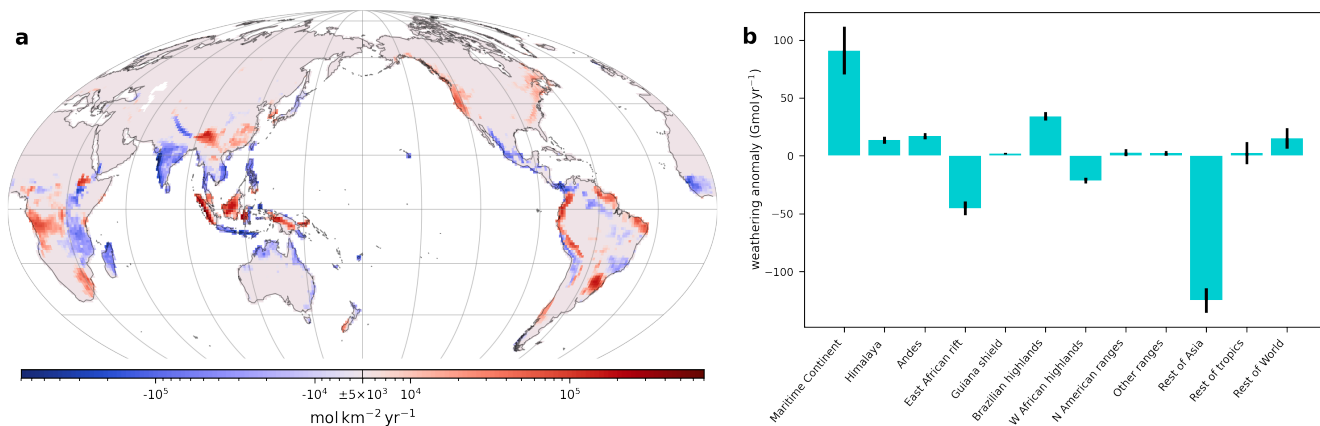 a
-10⁵
-10⁴
±5×10³
10⁴
10⁵
mol km⁻² yr⁻¹
b
weathering anomaly (Gmol yr⁻¹)
100
50
0
−50
−100
Maritime Continent
Himalaya
Andes
East African rift
Guiana shield
Brazilian highlands
W African highlands
N American ranges
Other ranges
Rest of Asia
Rest of tropics
Rest of World